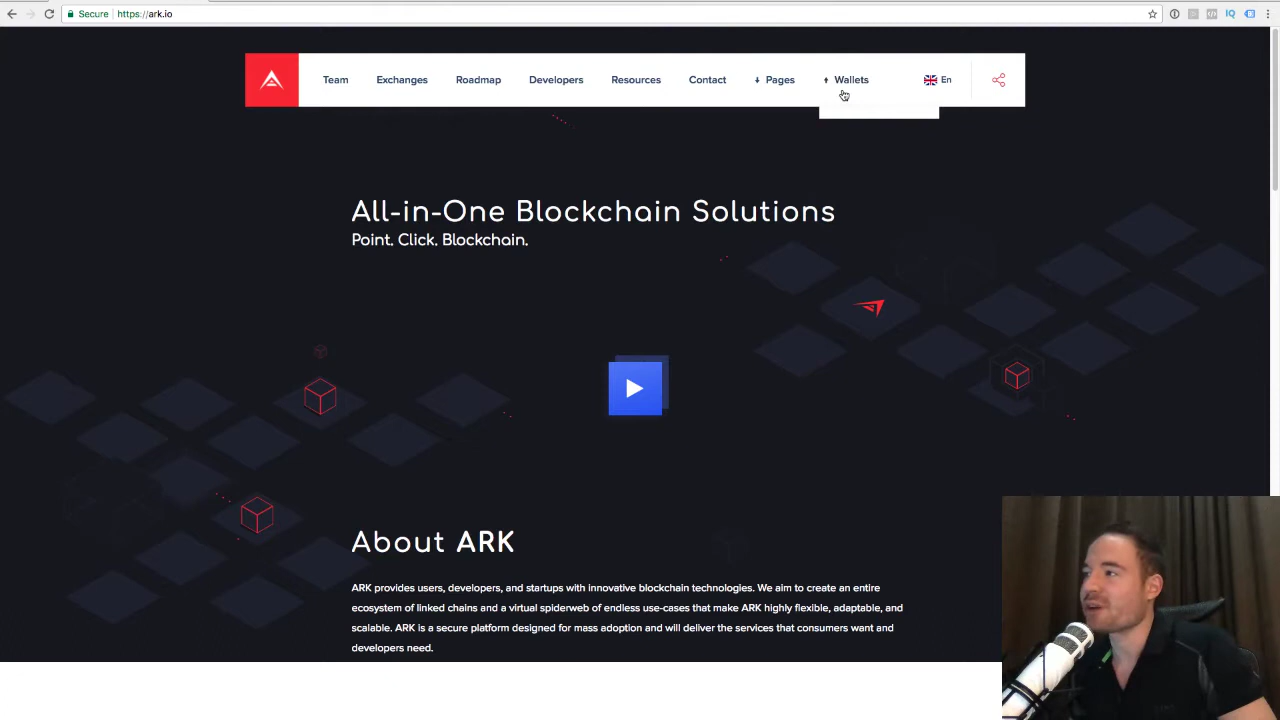 Secure https://ark.io
IQ
Team Exchanges Roadmap Developers Resources Contact Pages Wallets En
All-in-One Blockchain Solutions
Point. Click. Blockchain.
About ARK
ARK provides users, developers, and startups with innovative blockchain technologies. We aim to create an entire
ecosystem of linked chains and a virtual spiderweb of endless use-cases that make ARK highly flexible, adaptable, and
scalable. ARK is a secure platform designed for mass adoption and will deliver the services that consumers want and
developers need.